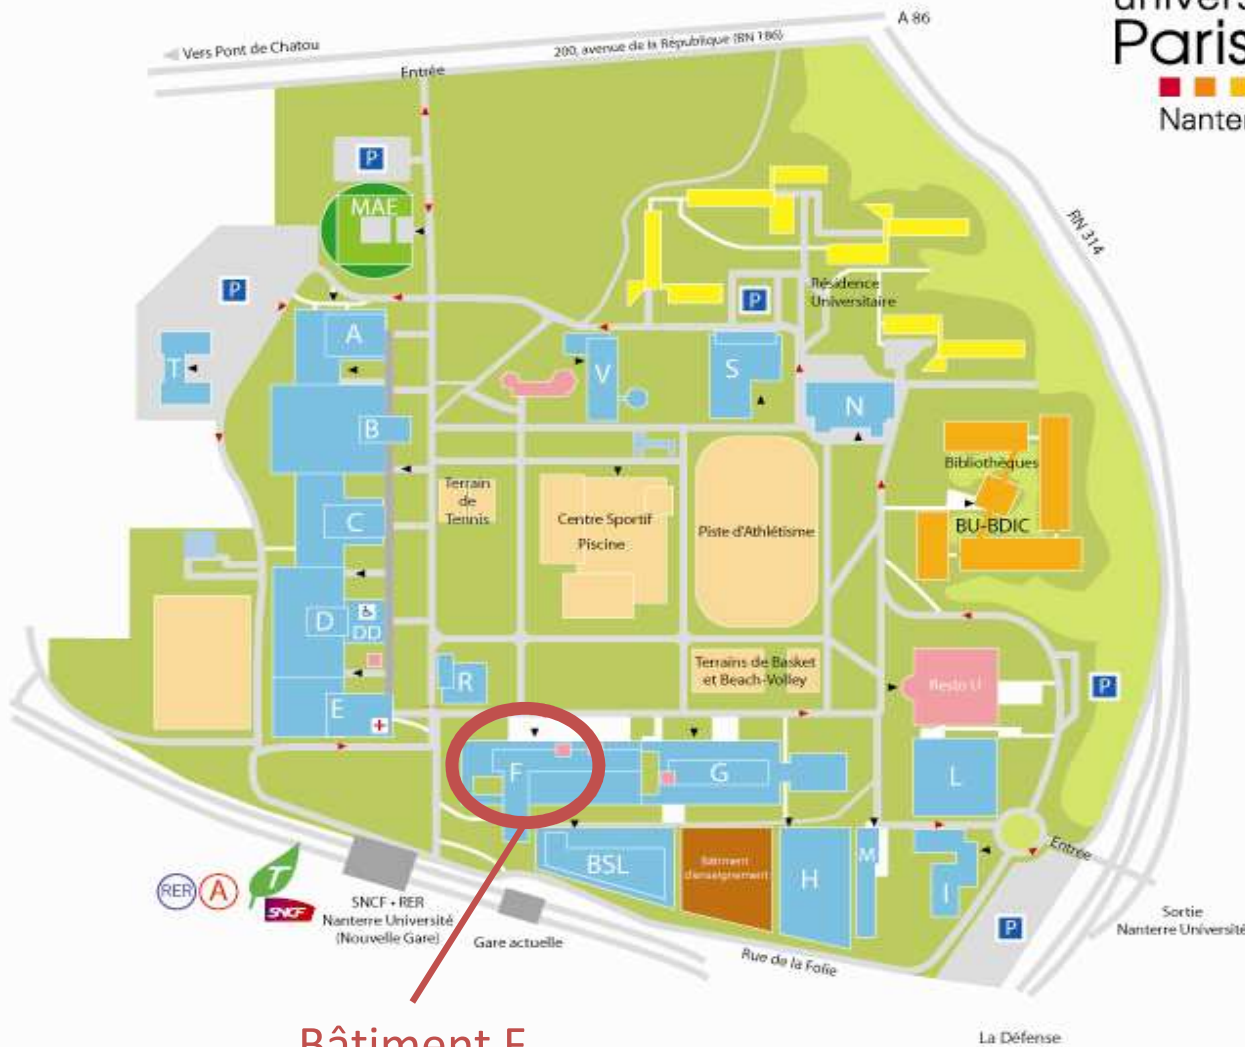 A 86
univers
Paris
Nanter
Vers Pont de Chatou
200, avenue de la République (RN 186)
Entrée
P
MAE
RN 314
P
P
Résidence
Universitaire
A
T
V
S
N
B
Bibliothèques
Terrain
de
Tennis
Centre Sportif
Piscine
Piste d'Athlétisme
BU-BDIC
C
D
DD
Terrains de Basket
et Beach-Volley
Resto U
P
R
E
F
G
L
BSL
Bâtiment
d'enseignement
H
M
I
Entrée
RER
A
T
SNCF
SNCF • RER
Nanterre Université
(Nouvelle Gare)
Gare actuelle
Rue de la Folie
P
Sortie
Nanterre Université
La Défense
Bâtiment F